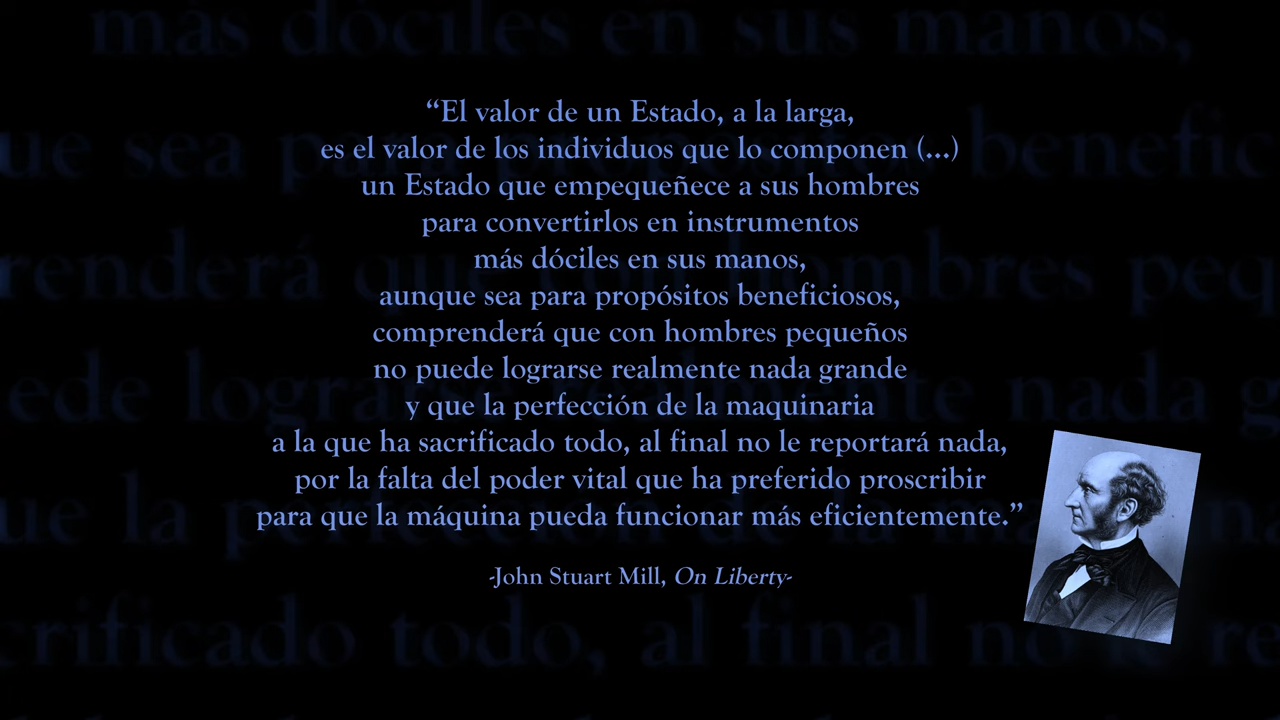 “El valor de un Estado, a la larga,
es el valor de los individuos que lo componen (...)
un Estado que empequeñece a sus hombres
para convertirlos en instrumentos
más dóciles en sus manos,
aunque sea para propósitos beneficiosos,
comprenderá que con hombres pequeños
no puede lograrse realmente nada grande
y que la perfección de la maquinaria
a la que ha sacrificado todo, al final no le reportará nada,
por la falta del poder vital que ha preferido proscribir
para que la máquina pueda funcionar más eficientemente.”
-John Stuart Mill, On Liberty-